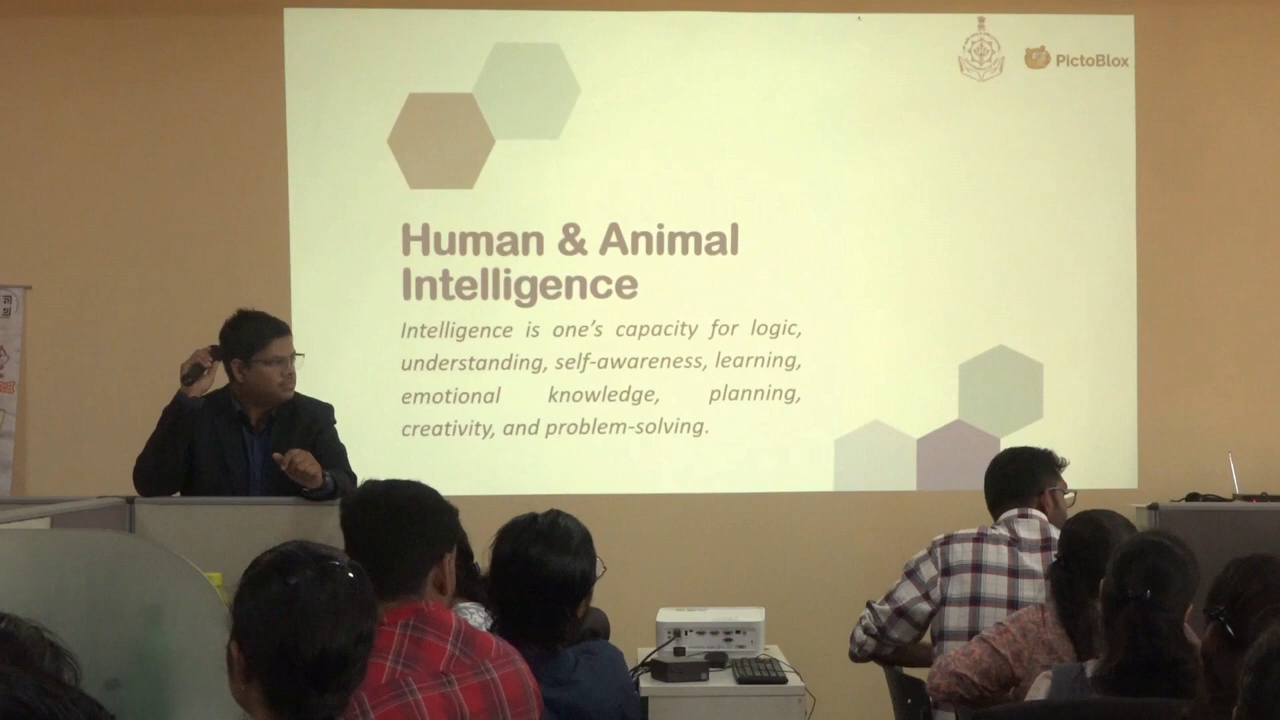 PictoBlox
Human & Animal
Intelligence
Intelligence is one's capacity for logic,
understanding, self-awareness, learning,
emotional knowledge, planning,
creativity, and problem-solving.